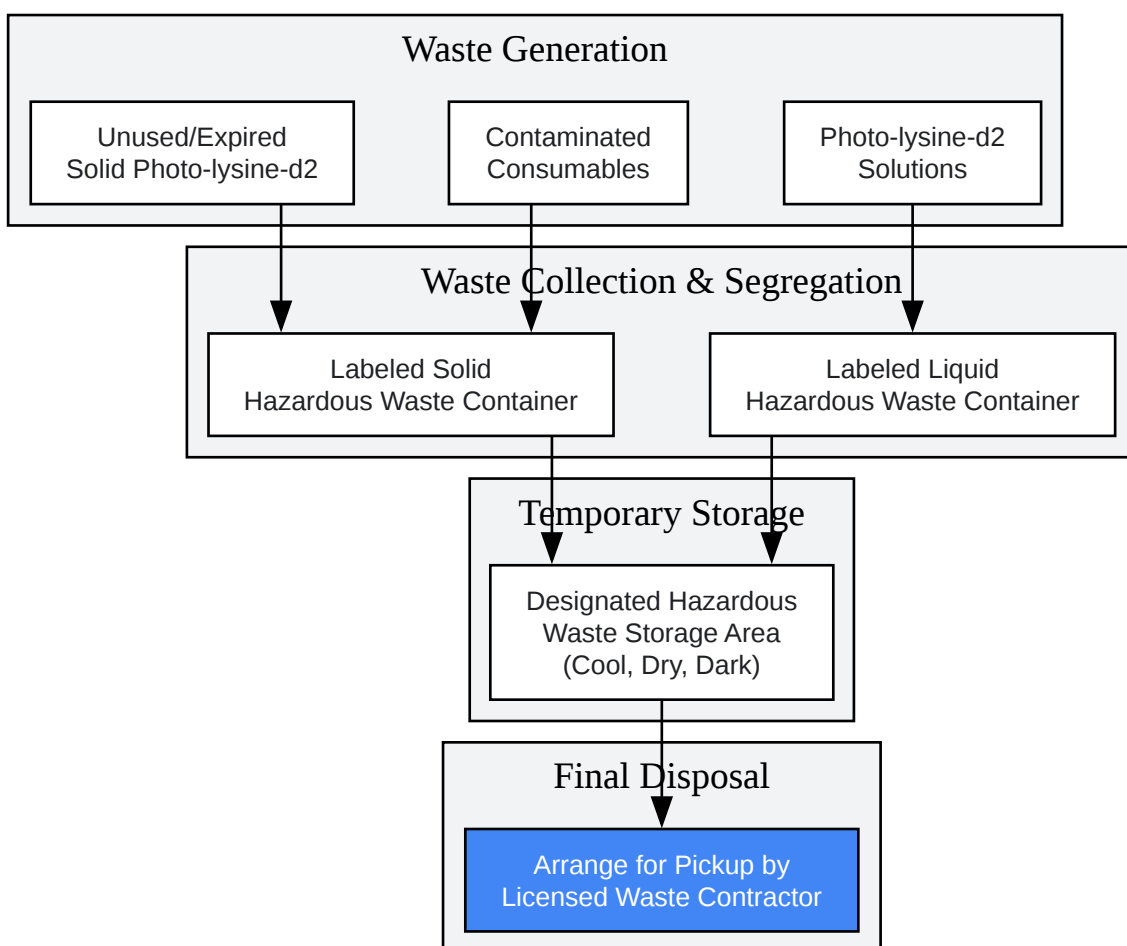 Waste Generation
Unused/Expired
Solid Photo-lysine-d2
Contaminated
Consumables
Photo-lysine-d2
Solutions
Waste Collection & Segregation
Labeled Solid
Hazardous Waste Container
Labeled Liquid
Hazardous Waste Container
Temporary Storage
Designated Hazardous
Waste Storage Area
(Cool, Dry, Dark)
Final Disposal
Arrange for Pickup by
Licensed Waste Contractor